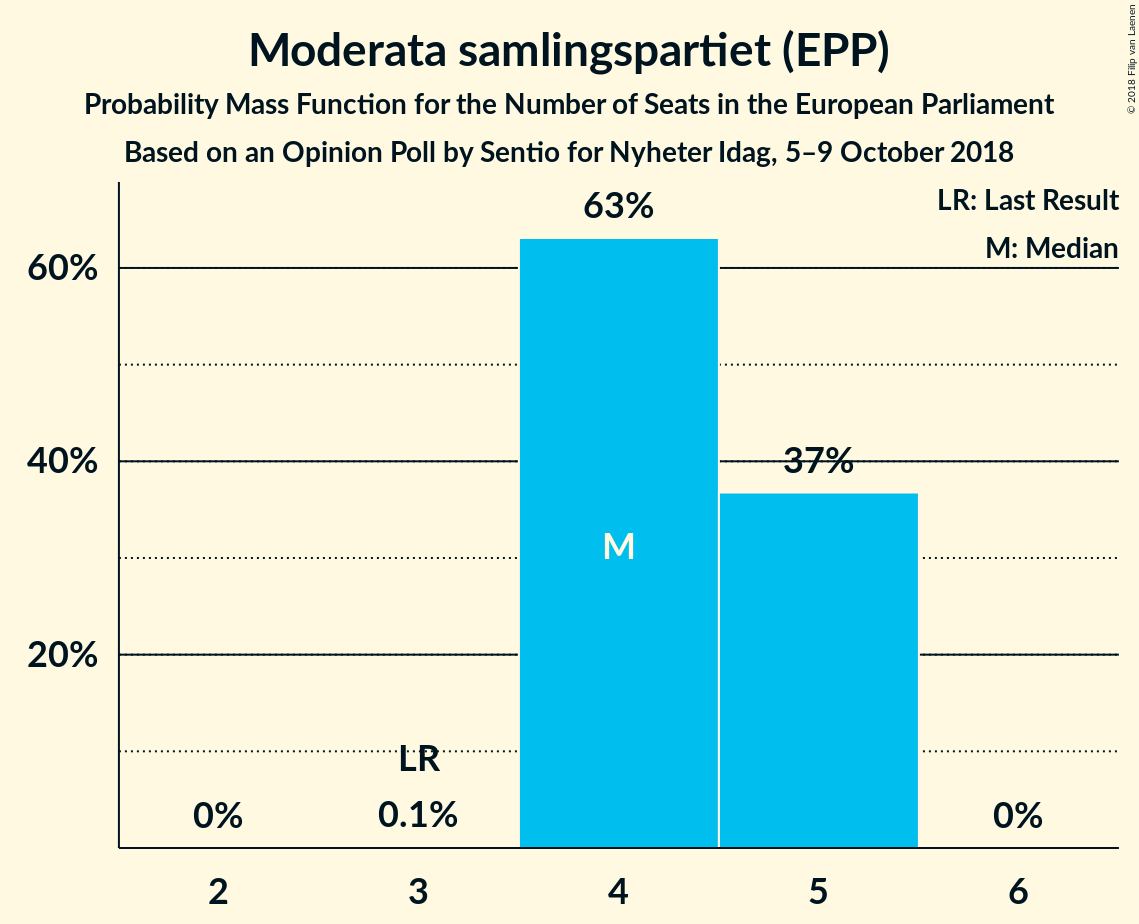 Moderata samlingspartiet (EPP)
Probability Mass Function for the Number of Seats in the European Parliament
Based on an Opinion Poll by Sentio for Nyheter Idag, 5–9 October 2018
© 2018 Filip van Laenen
LR: Last Result
M: Median
63%
60%
40%
37%
M
20%
LR
0%
0.1%
0%
2 3 4 5 6